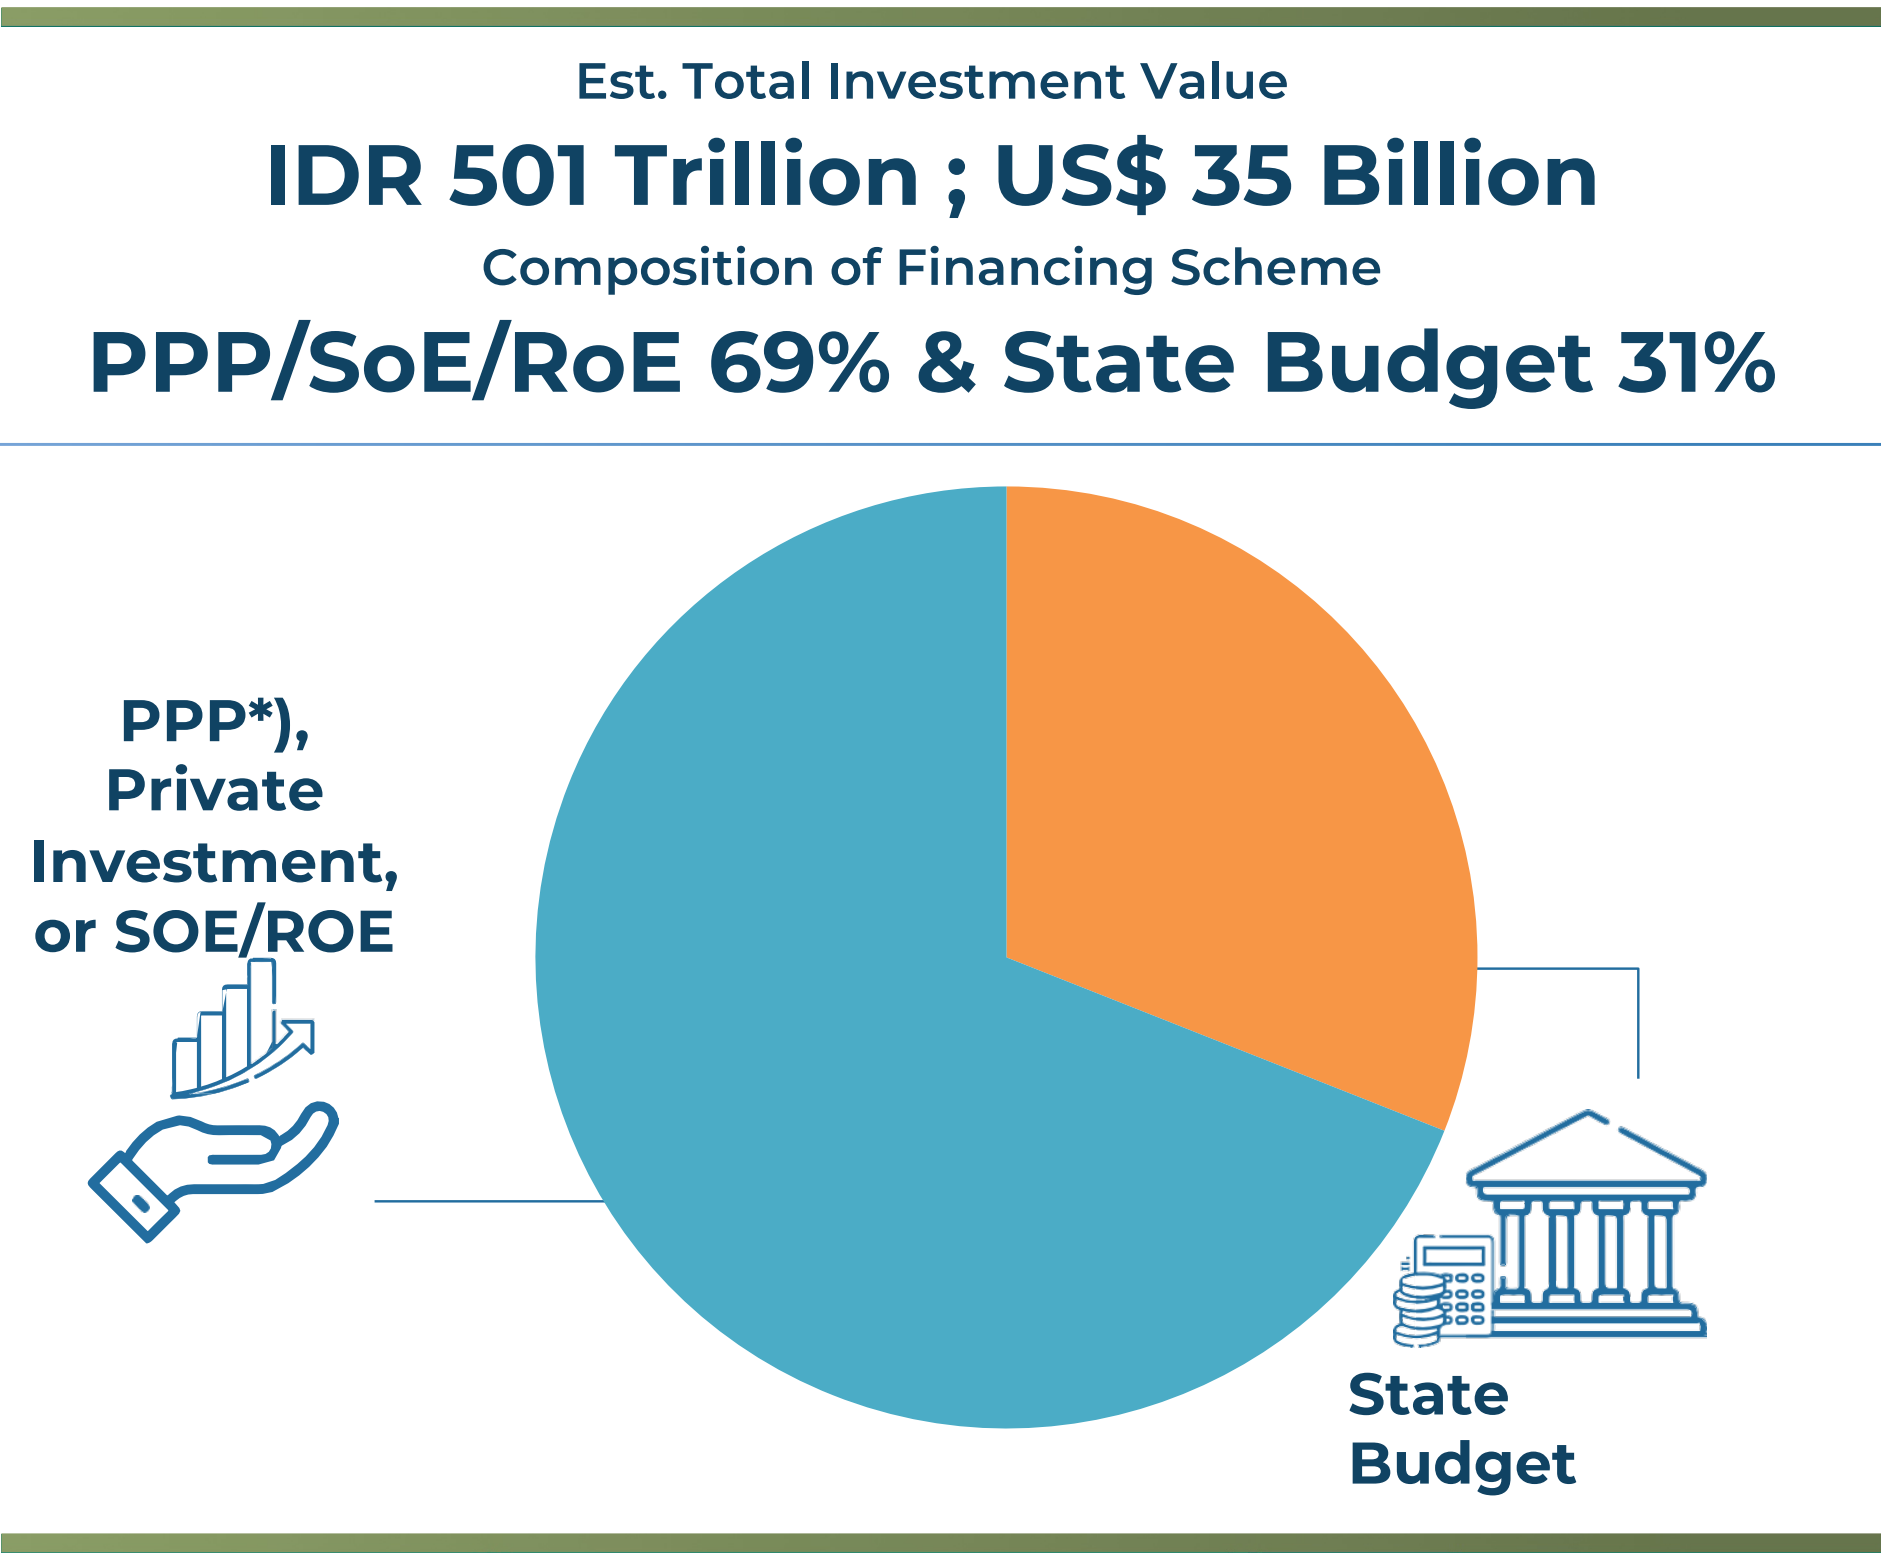 Est. Total Investment Value
IDR 501 Trillion ; US$ 35 Billion
Composition of Financing Scheme
PPP/SoE/RoE 69% & State Budget 31%
PPP*),
Private
Investment,
or SOE/ROE
State
Budget